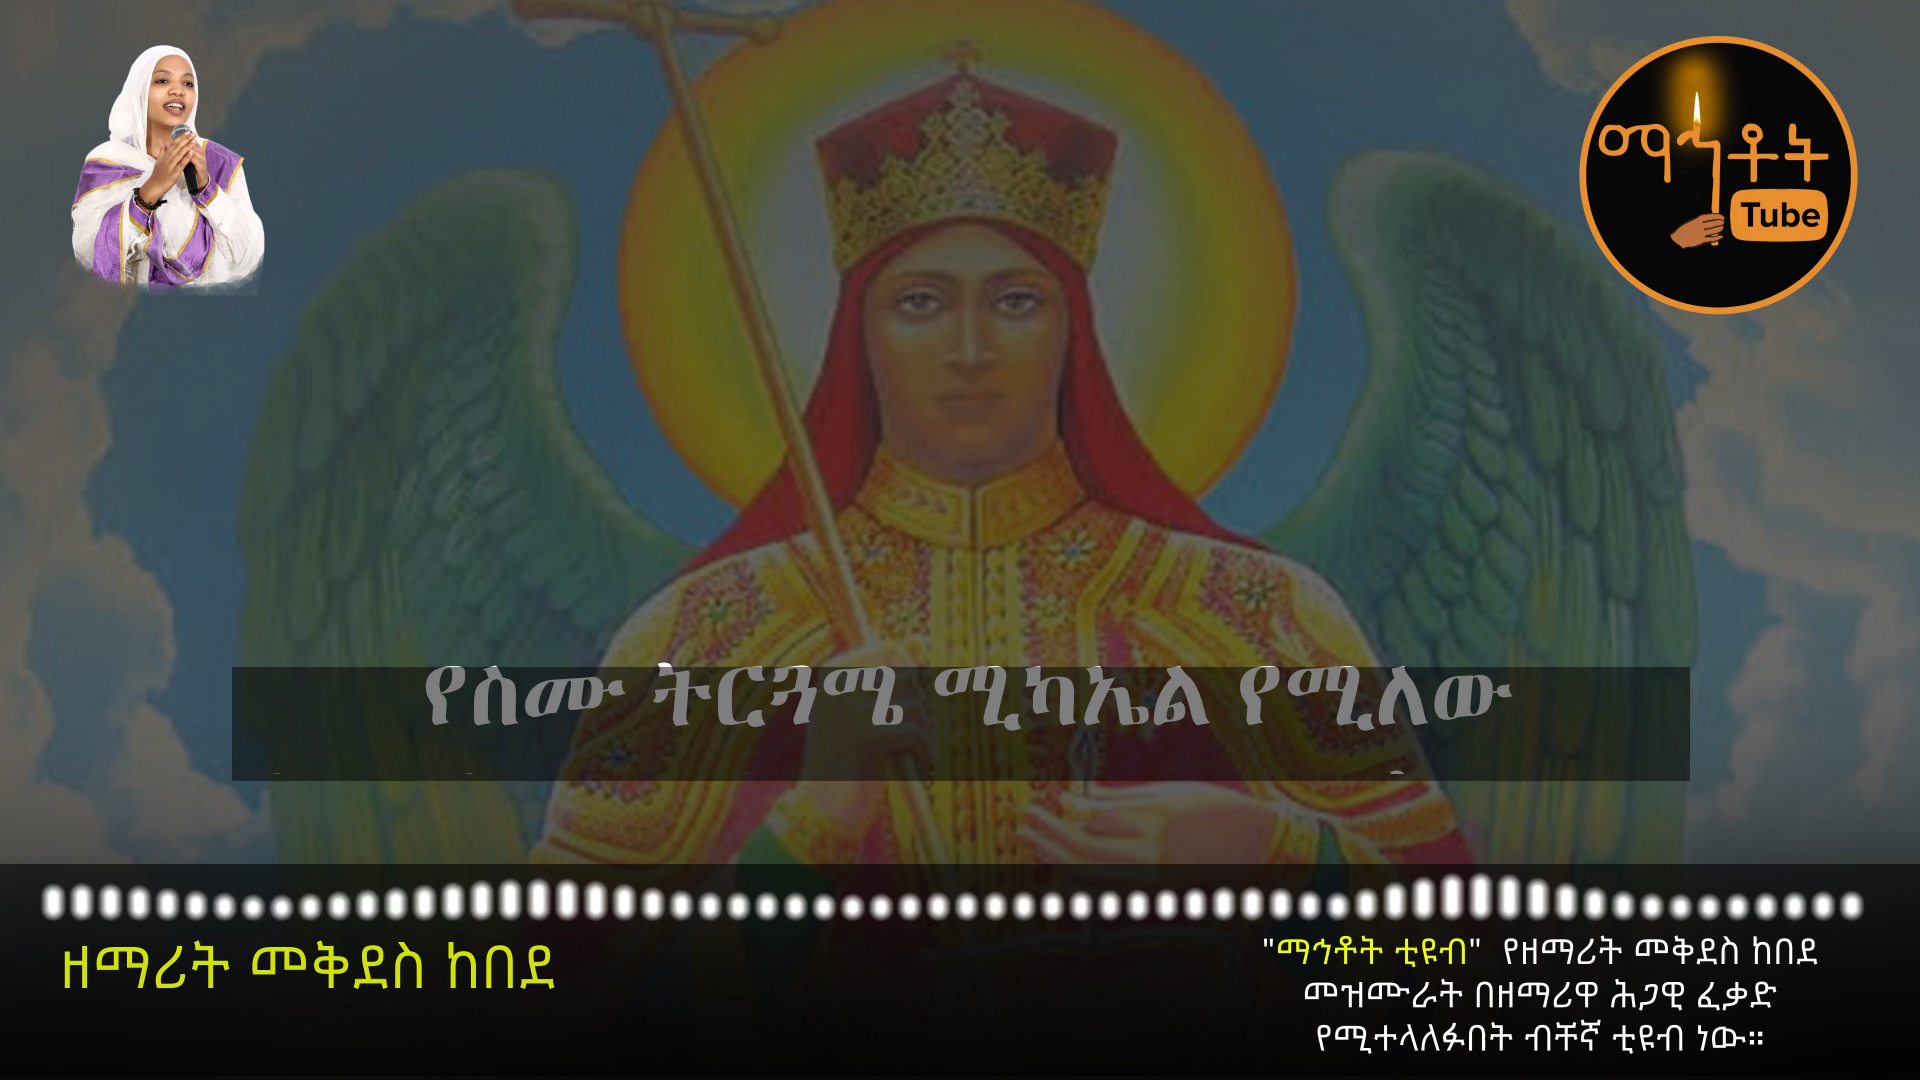 ማኅቶት
Tube
የስሙ ትርጓሜ ሚካኤል የሚለው
ዘማሪት መቅደስ ከበደ
"ማኅቶት ቲዩብ" የዘማሪት መቅደስ ከበደ
መዝሙራት በዘማሪዋ ሕጋዊ ፈቃድ
የሚተላለፉበት ብቸኛ ቲዩብ ነው።